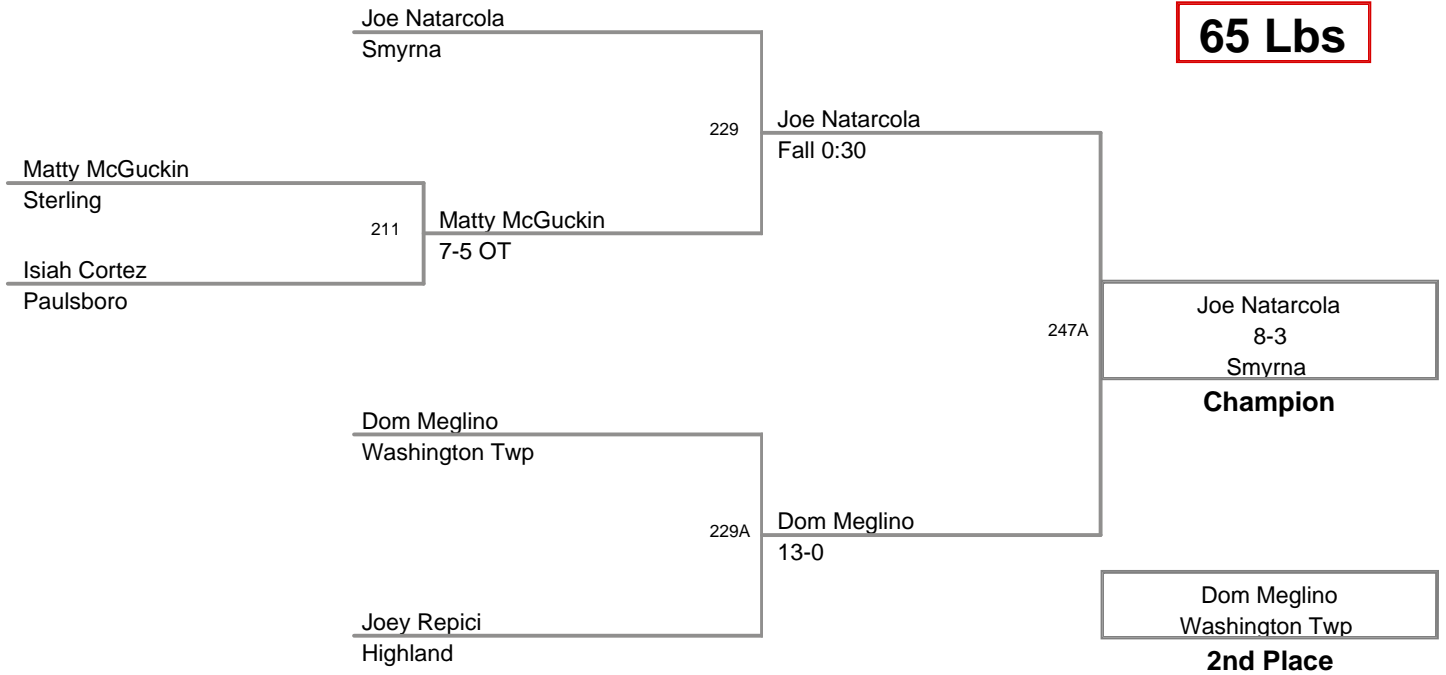 65 Lbs
Joe Natarcola
Smyrna
229
Joe Natarcola
Fall 0:30
Matty McGuckin
Sterling
211
Matty McGuckin
7-5 OT
Isiah Cortez
Paulsboro
247A
Joe Natarcola
8-3
Smyrna
Champion
Dom Meglino
Washington Twp
229A
Dom Meglino
13-0
Joey Repici
Highland
Dom Meglino
Washington Twp
2nd Place